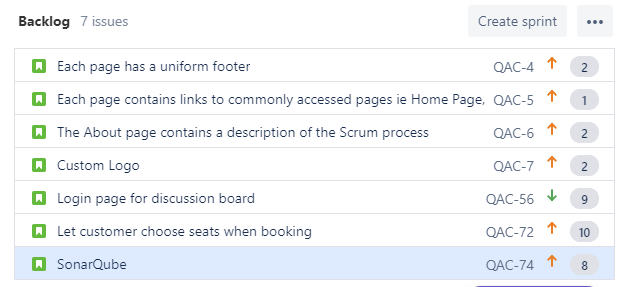 Backlog 7 issues Create sprint •••
Each page has a uniform footer QAC-4 2
Each page contains links to commonly accessed pages ie Home Page, QAC-5 1
The About page contains a description of the Scrum process QAC-6 2
Custom Logo QAC-7 2
Login page for discussion board QAC-56 9
Let customer choose seats when booking QAC-72 10
SonarQube QAC-74 8